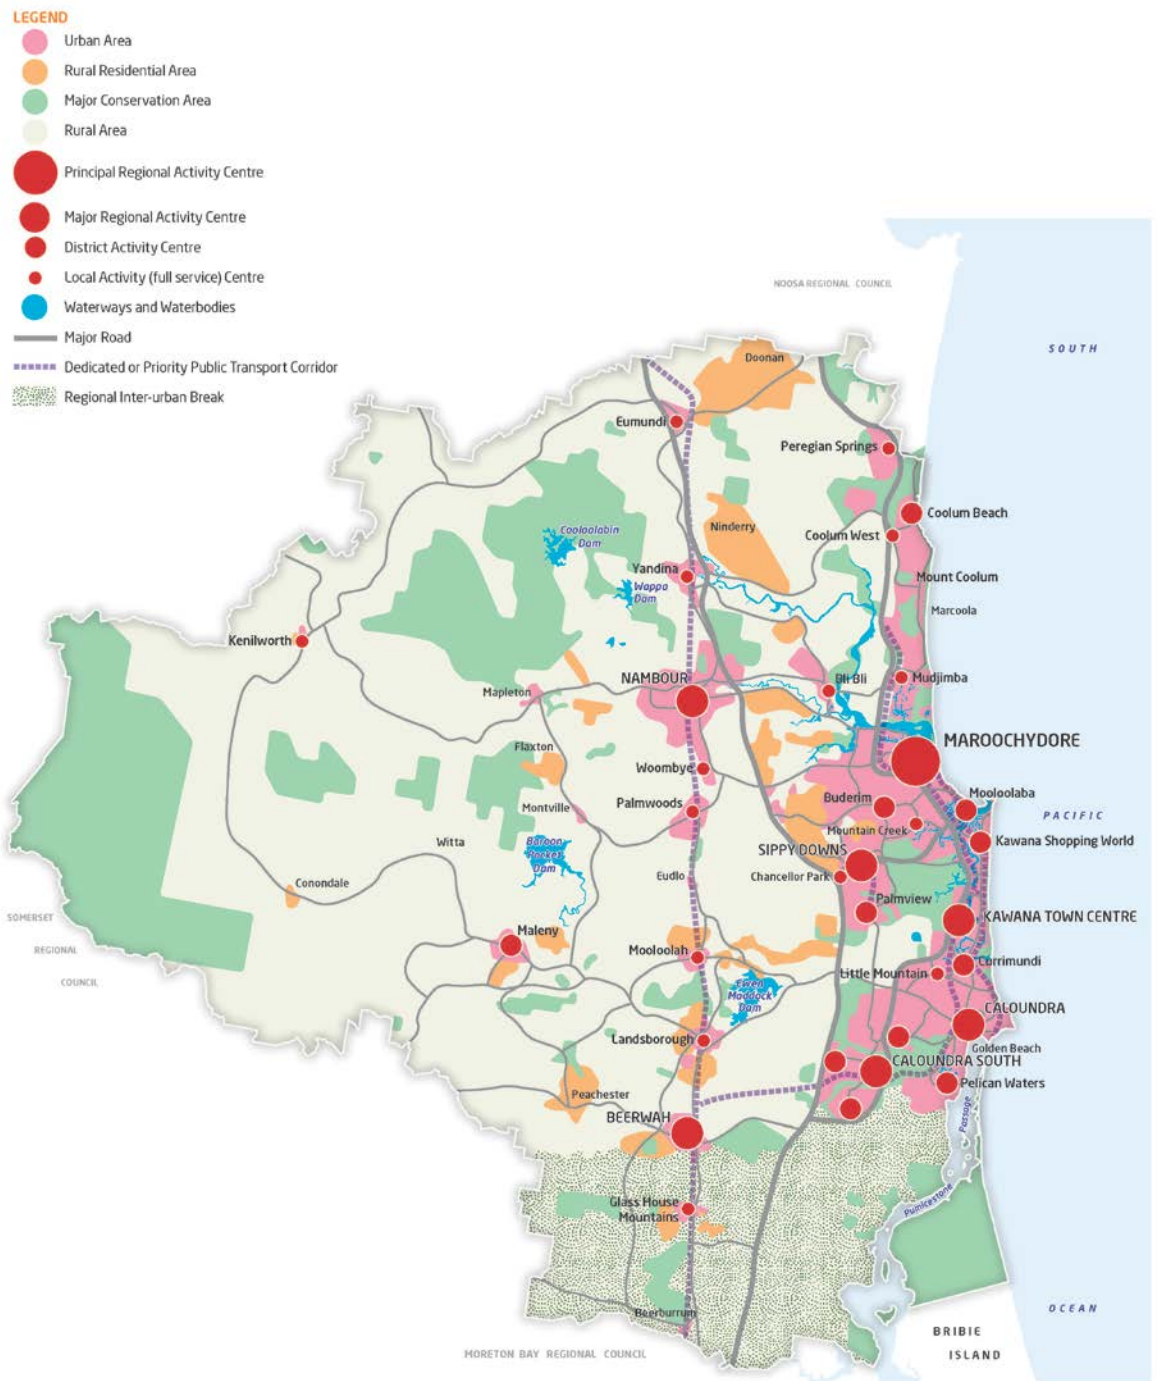 LEGEND
Urban Area
Rural Residential Area
Major Conservation Area
Rural Area
Principal Regional Activity Centre
Major Regional Activity Centre
District Activity Centre
Local Activity (full service) Centre
Waterways and Waterbodies
Major Road
Dedicated or Priority Public Transport Corridor
Regional Inter-urban Break
NOOSA REGIONAL COUNCIL
SOUTH
Doonan
Eumundi
Peregian Springs
Coolum Beach
Cooloolabin
Dam
Ninderry
Coolum West
Yandina
Mount Coolum
Wappa
Dam
Marcoola
Kenilworth
NAMBOUR
Bli Bli
Mudjimba
Mapleton
MAROOCHYDORE
Flaxton
Woombye
Mooloolaba
Buderim
Palmwoods
Montville
PACIFIC
Mountain Creek
Kawana Shopping World
Witta
Baroon
Pocket
Dam
SIPPY DOWNS
Eudlo
Chancellor Park
Conondale
Palmview
SOMERSET
REGIONAL
COUNCIL
KAWANA TOWN CENTRE
Maleny
Mooloolah
Currimundi
Little Mountain
Ewen
Maddock
Dam
CALOUNDRA
Landsborough
Golden Beach
CALOUNDRA SOUTH
Pelican Waters
Peachester
BEERWAH
Passage
Pumicestone
Glass House
Mountains
Beerburrum
OCEAN
BRIBIE
ISLAND
MORETON BAY REGIONAL COUNCIL